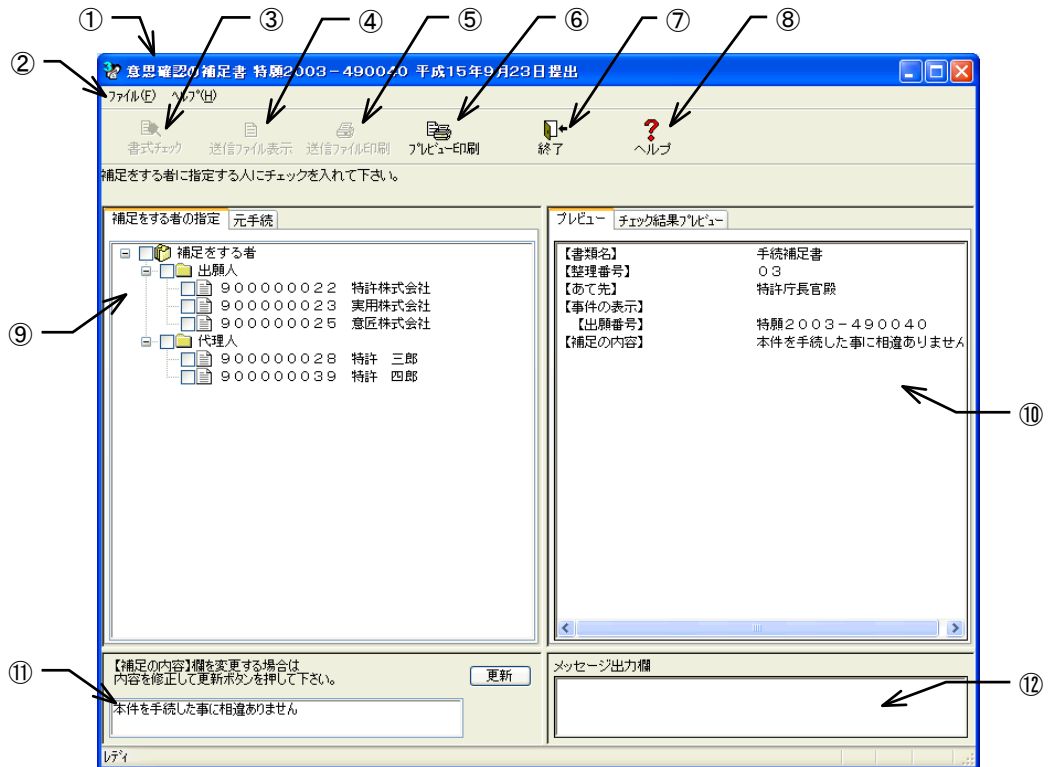 ① ③ ④ ⑤ ⑥ ⑦ ⑧
②
意思確認の補足書 特願2003-490040 平成15年9月23日提出
ファイル(F) ヘルプ(H)
書式チェック 送信ファイル表示 送信ファイル印刷 プレビュー印刷 終了 ヘルプ
補足をする者に指定する人にチェックを入れて下さい。
補足をする者の指定 元手続
補足をする者
出願人
900000022 特許株式会社
900000023 実用株式会社
900000025 意匠株式会社
代理人
900000028 特許 三郎
900000039 特許 四郎
⑨
プレビュー チェック結果プレビュー
【書類名】 手続補足書
【整理番号】 03
【あて先】 特許庁長官殿
【事件の表示】
【出願番号】 特願2003-490040
【補足の内容】 本件を手続した事に相違ありません
⑩
⑪
【補足の内容】欄を変更する場合は
内容を修正して更新ボタンを押して下さい。
更新
本件を手続した事に相違ありません
メッセージ出力欄
⑫
レディ